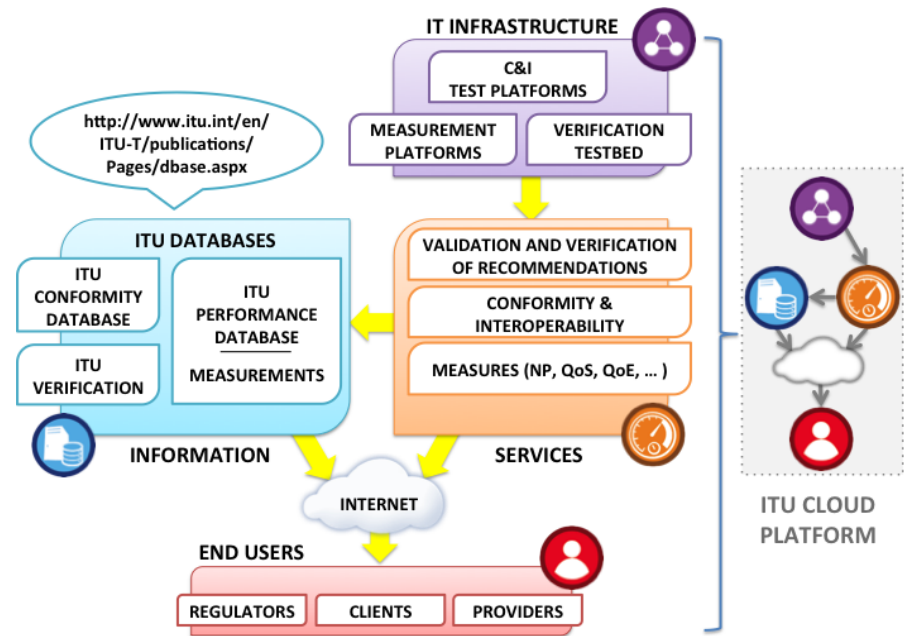 IT INFRASTRUCTURE
C&I
TEST PLATFORMS
MEASUREMENT
PLATFORMS
VERIFICATION
TESTBED
http://www.itu.int/en/
ITU-T/publications/
Pages/dbase.aspx
ITU DATABASES
ITU
CONFORMITY
DATABASE
ITU
VERIFICATION
ITU
PERFORMANCE
DATABASE
MEASUREMENTS
INFORMATION
VALIDATION AND VERIFICATION
OF RECOMMENDATIONS
CONFORMITY &
INTEROPERABILITY
MEASURES (NP, QoS, QoE, ... )
SERVICES
INTERNET
END USERS
REGULATORS
CLIENTS
PROVIDERS
ITU CLOUD
PLATFORM